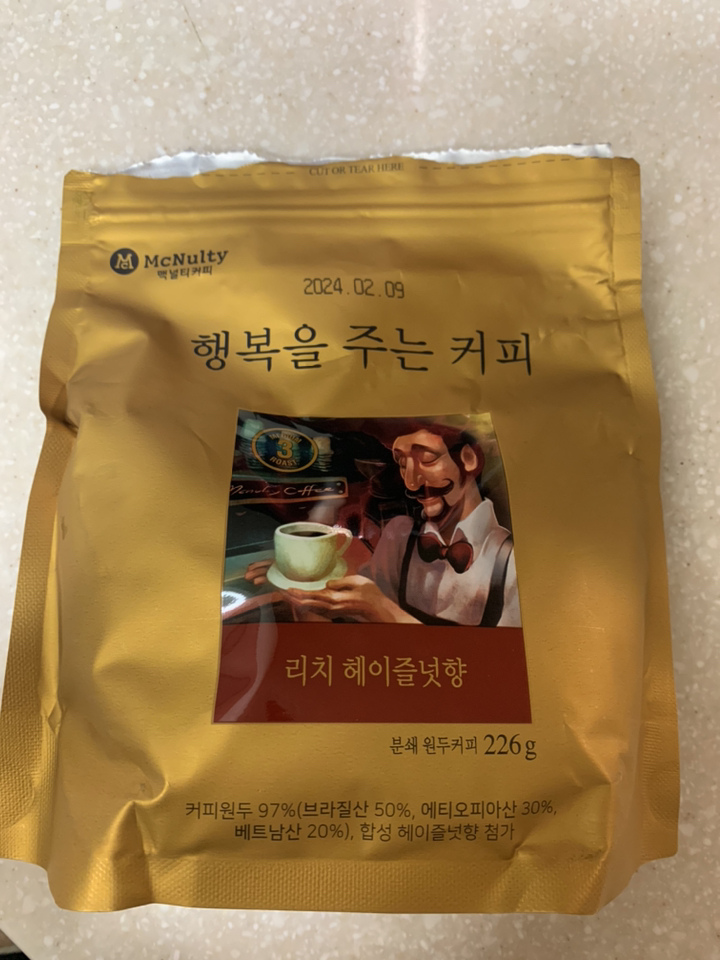 CUT OR TEAR HERE
McNulty
맥널티커피
2024.02.09
행복을 주는 커피
3
ROAST
리치 헤이즐넛향
분쇄 원두커피 226g
커피원두 97%(브라질산 50%, 에티오피아산 30%,
베트남산 20%), 합성 헤이즐넛향 첨가